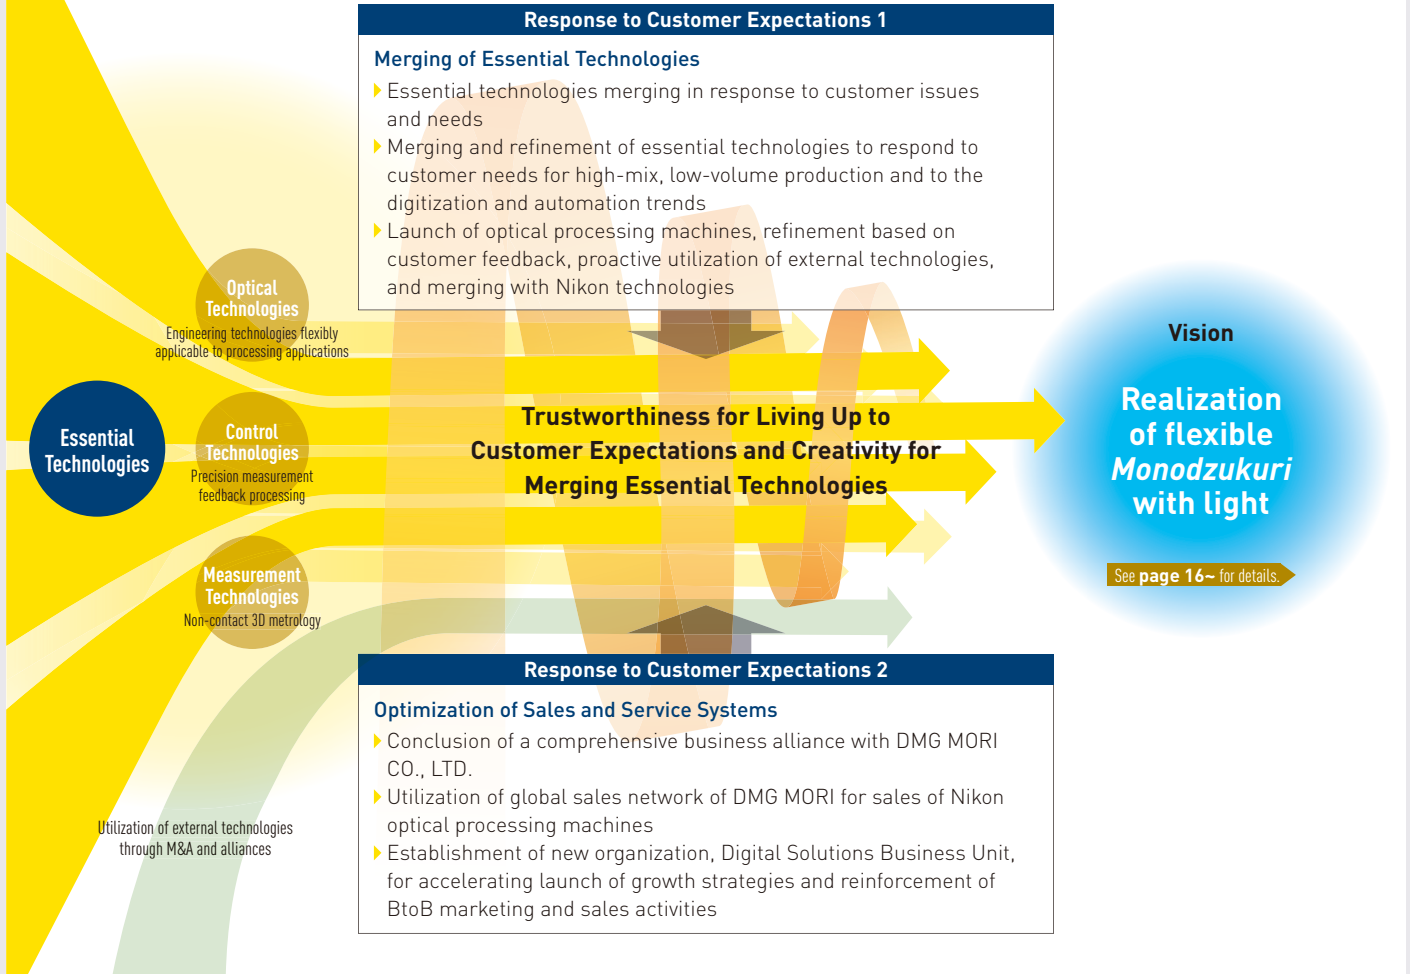 Response to Customer Expectations 1
Merging of Essential Technologies
Essential technologies merging in response to customer issues
and needs
Merging and refinement of essential technologies to respond to
customer needs for high-mix, low-volume production and to the
digitization and automation trends
Launch of optical processing machines, refinement based on
customer feedback, proactive utilization of external technologies,
and merging with Nikon technologies
Essential
Technologies
Optical
Technologies
Engineering technologies flexibly
applicable to processing applications
Control
Technologies
Precision measurement
feedback processing
Measurement
Technologies
Non-contact 3D metrology
Utilization of external technologies
through M&A and alliances
Trustworthiness for Living Up to
Customer Expectations and Creativity for
Merging Essential Technologies
Vision
Realization
of flexible
Monodzukuri
with light
See page 16~ for details.
Response to Customer Expectations 2
Optimization of Sales and Service Systems
Conclusion of a comprehensive business alliance with DMG MORI
CO., LTD.
Utilization of global sales network of DMG MORI for sales of Nikon
optical processing machines
Establishment of new organization, Digital Solutions Business Unit,
for accelerating launch of growth strategies and reinforcement of
BtoB marketing and sales activities